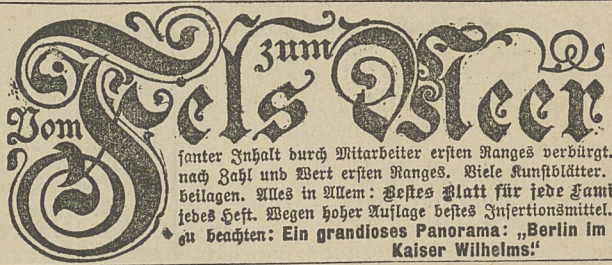 Vom Fels zum Meer
ſanter Inhalt durch Mitarbeiter erſten Ranges verbürgt.
nach Zahl und Wert erſten Ranges. Viele Kunſtblätter.
beilagen. Alles in Allem: Beſtes Blatt für jede Fami
jedes Heft. Wegen hoher Auflage beſtes Inſertionsmittel.
zu beachten: Ein grandioses Panorama: „Berlin im
Kaiser Wilhelms.“